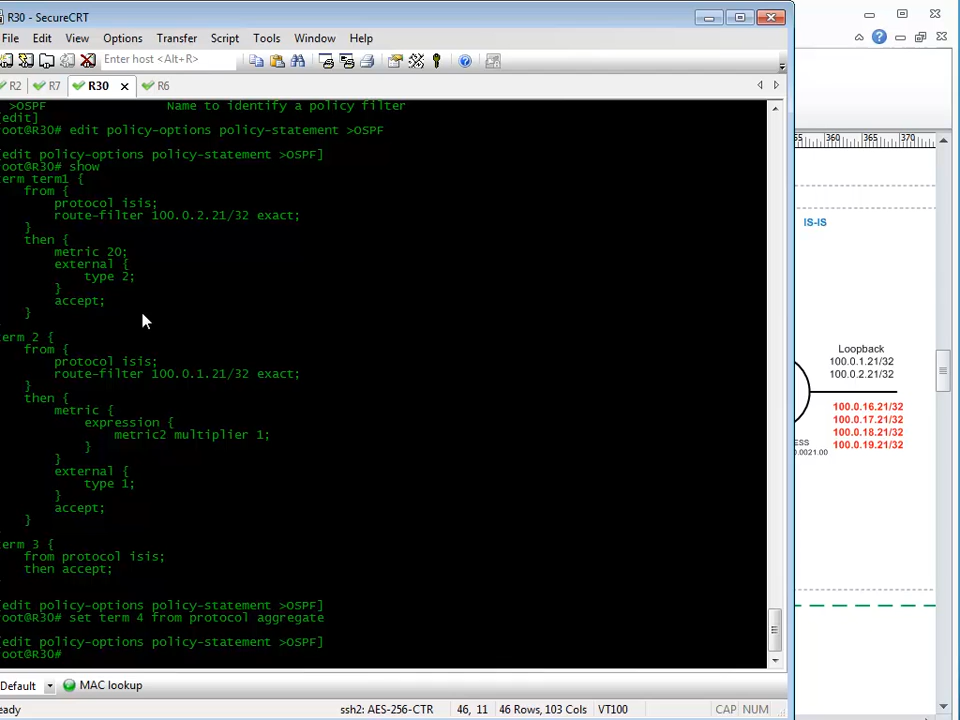 R30 - SecureCRT
File Edit View Options Transfer Script Tools Window Help
Enter host <Alt+R>
R2 R7 R30 R6
>OSPF Name to identify a policy filter
[edit]
oot@R30# edit policy-options policy-statement >OSPF
[edit policy-options policy-statement >OSPF]
oot@R30# show
erm term1 {
from {
protocol isis;
route-filter 100.0.2.21/32 exact;
}
then {
metric 20;
external {
type 2;
}
accept;
}
erm 2 {
from {
protocol isis;
route-filter 100.0.1.21/32 exact;
}
then {
metric {
expression {
metric2 multiplier 1;
}
}
external {
type 1;
}
accept;
}
erm 3 {
from protocol isis;
then accept;
[edit policy-options policy-statement >OSPF]
oot@R30# set term 4 from protocol aggregate
[edit policy-options policy-statement >OSPF]
oot@R30#
Default MAC lookup
eady ssh2: AES-256-CTR 46, 11 46 Rows, 103 Cols VT100 CAP NUM
55 360 365 370
IS-IS
Loopback
100.0.1.21/32
100.0.2.21/32
100.0.16.21/32
100.0.17.21/32
100.0.18.21/32
100.0.19.21/32
ESS
0.0021.00